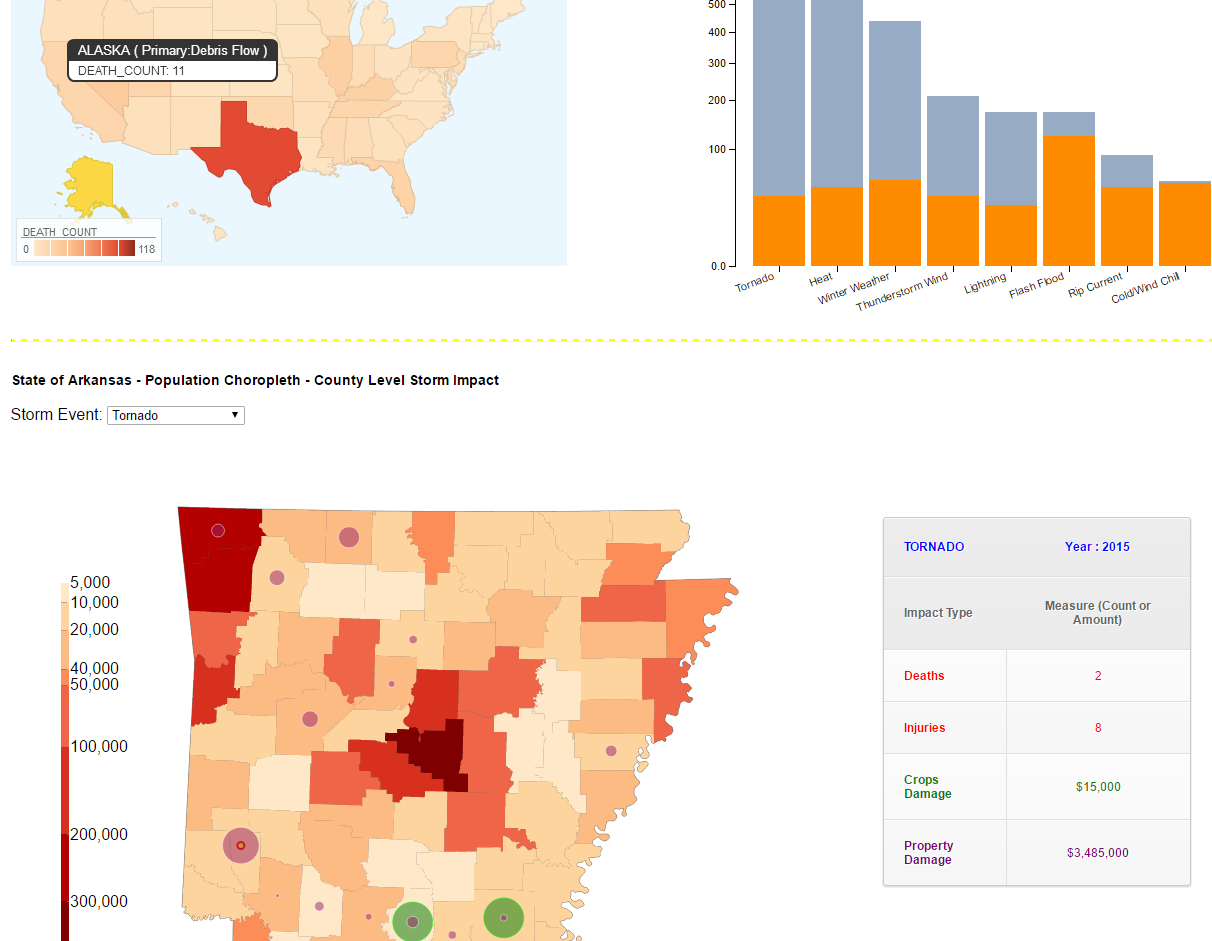 ALASKA ( Primary:Debris Flow )
DEATH_COUNT: 11
DEATH_COUNT
0 118
500
400
300
200
100
0.0
Tornado
Heat
Winter Weather
Thunderstorm Wind
Lightning
Flash Flood
Rip Current
Cold/Wind Chill
State of Arkansas - Population Choropleth - County Level Storm Impact
Storm Event: Tornado
5,000
10,000
20,000
40,000
50,000
100,000
200,000
300,000
TORNADO Year : 2015
Impact Type Measure (Count or
Amount)
Deaths 2
Injuries 8
Crops
Damage $15,000
Property
Damage $3,485,000